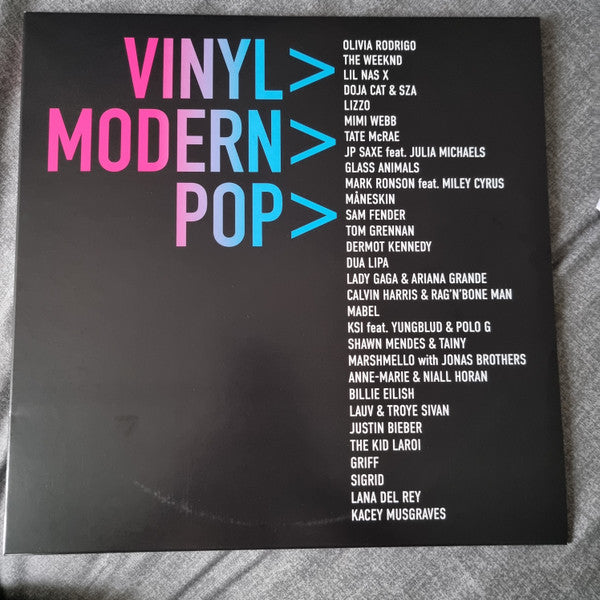 VINYL>
MODERN>
POP>
OLIVIA RODRIGO
THE WEEKND
LIL NAS X
DOJA CAT & SZA
LIZZO
MIMI WEBB
TATE McRAE
JP SAXE feat. JULIA MICHAELS
GLASS ANIMALS
MARK RONSON feat. MILEY CYRUS
MÅNESKIN
SAM FENDER
TOM GRENNAN
DERMOT KENNEDY
DUA LIPA
LADY GAGA & ARIANA GRANDE
CALVIN HARRIS & RAG'N'BONE MAN
MABEL
KSI feat. YUNGBLUD & POLO G
SHAWN MENDES & TAINY
MARSHMELLO with JONAS BROTHERS
ANNE-MARIE & NIALL HORAN
BILLIE EILISH
LAUV & TROYE SIVAN
JUSTIN BIEBER
THE KID LAROI
GRIFF
SIGRID
LANA DEL REY
KACEY MUSGRAVES